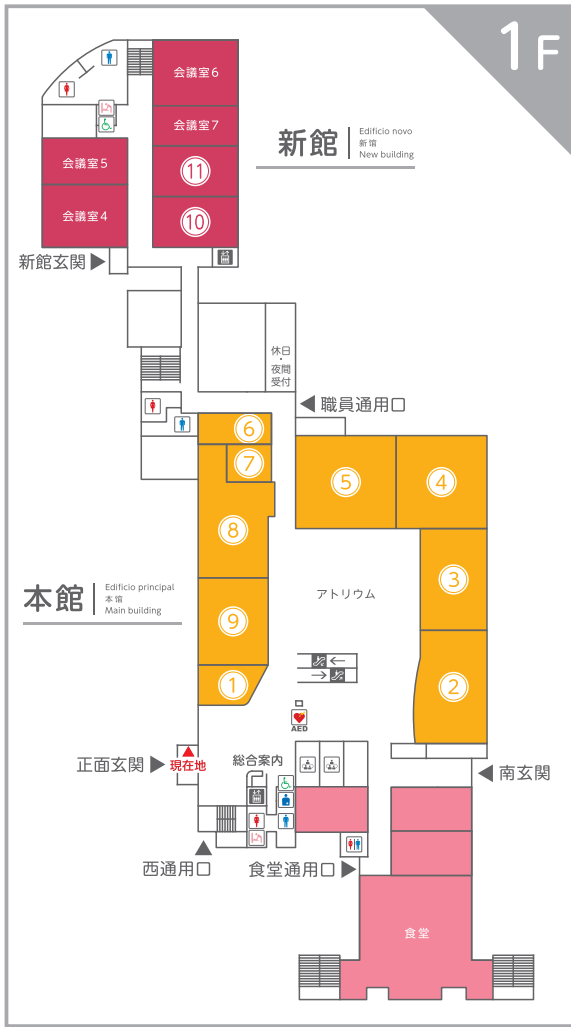 1F
会議室6
会議室7
会議室5
11
会議室4
10
新館
Edificio novo
新馆
New building
新館玄関
休日
・
夜間
受付
職員通用口
6
7
5
4
8
3
アトリウム
本館
Edificio principal
本馆
Main building
9
1
2
AED
正面玄関
現在地
総合案内
南玄関
西通用口
食堂通用口
食堂